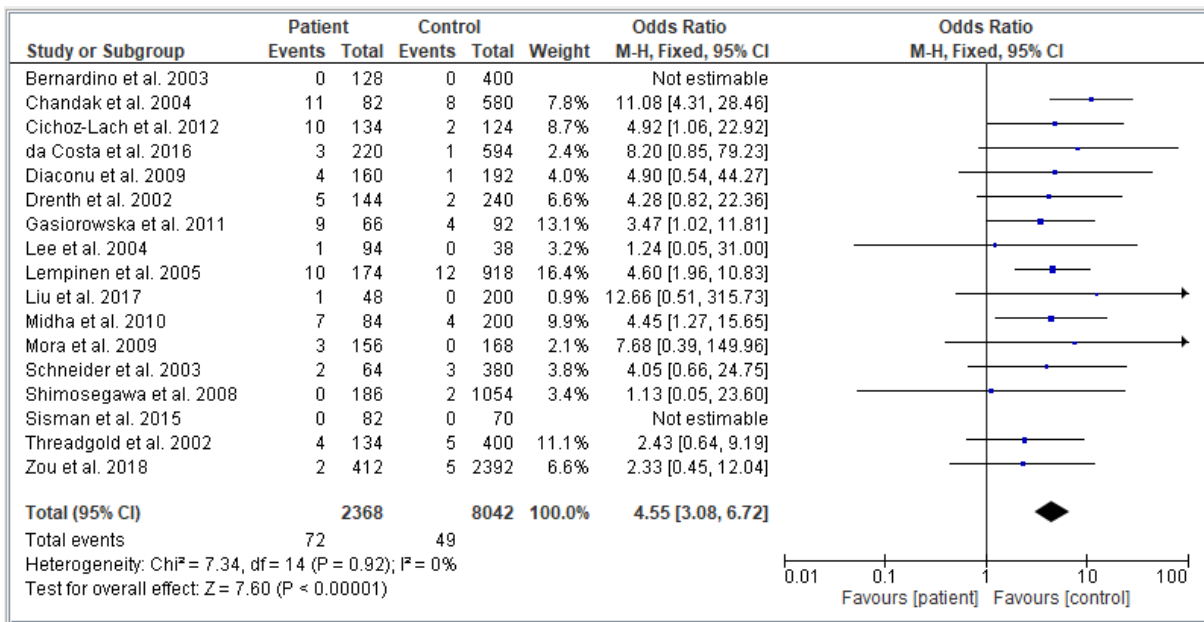 Patient Control Odds Ratio Odds Ratio
Study or Subgroup Events Total Events Total Weight M-H, Fixed, 95% CI M-H, Fixed, 95% CI
Bernardino et al. 2003 0 128 0 400 Not estimable
Chandak et al. 2004 11 82 8 580 7.8% 11.08 [4.31, 28.46]
Cichoz-Lach et al. 2012 10 134 2 124 8.7% 4.92 [1.06, 22.92]
da Costa et al. 2016 3 220 1 594 2.4% 8.20 [0.85, 79.23]
Diaconu et al. 2009 4 160 1 192 4.0% 4.90 [0.54, 44.27]
Drenth et al. 2002 5 144 2 240 6.6% 4.28 [0.82, 22.36]
Gasiorowska et al. 2011 9 66 4 92 13.1% 3.47 [1.02, 11.81]
Lee et al. 2004 1 94 0 38 3.2% 1.24 [0.05, 31.00]
Lempinen et al. 2005 10 174 12 918 16.4% 4.60 [1.96, 10.83]
Liu et al. 2017 1 48 0 200 0.9% 12.66 [0.51, 315.73]
Midha et al. 2010 7 84 4 200 9.9% 4.45 [1.27, 15.65]
Mora et al. 2009 3 156 0 168 2.1% 7.68 [0.39, 149.96]
Schneider et al. 2003 2 64 3 380 3.8% 4.05 [0.66, 24.75]
Shimosegawa et al. 2008 0 186 2 1054 3.4% 1.13 [0.05, 23.60]
Sisman et al. 2015 0 82 0 70 Not estimable
Threadgold et al. 2002 4 134 5 400 11.1% 2.43 [0.64, 9.19]
Zou et al. 2018 2 412 5 2392 6.6% 2.33 [0.45, 12.04]
Total (95% CI) 2368 8042 100.0% 4.55 [3.08, 6.72]
Total events 72 49
Heterogeneity: Chi² = 7.34, df = 14 (P = 0.92); I² = 0%
Test for overall effect: Z = 7.60 (P < 0.00001)
0.01 0.1 1 10 100
Favours [patient] Favours [control]